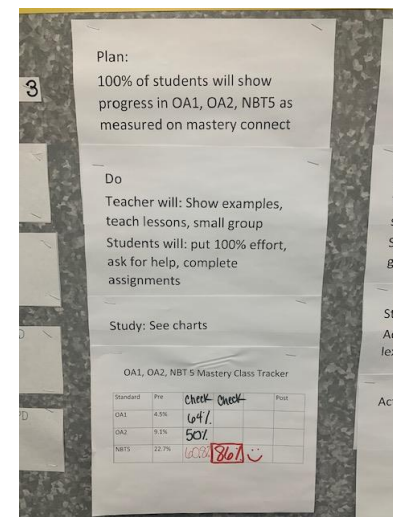 3
Plan:
100% of students will show
progress in OA1, OA2, NBT5 as
measured on mastery connect
Do
Teacher will: Show examples,
teach lessons, small group
Students will: put 100% effort,
ask for help, complete
assignments
Study: See charts
OA1, OA2, NBT 5 Mastery Class Tracker
Standard Pre Check Check Post
OA1 4.5% 64%
OA2 9.1% 50%
NBT5 22.7% 86%